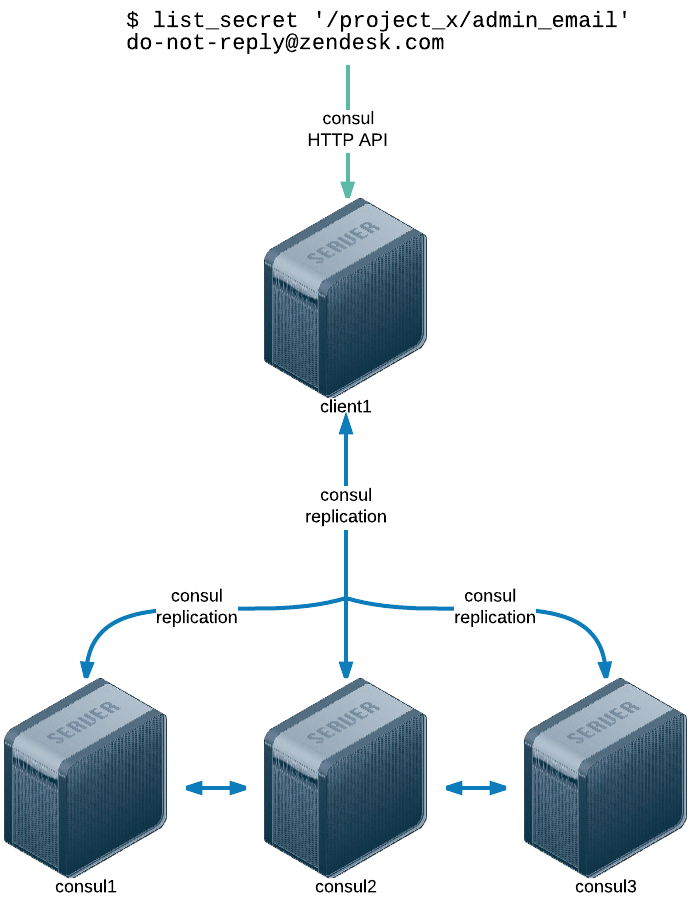 $ list_secret '/project_x/admin_email'
do-not-reply@zendesk.com
consul
HTTP API
SERVER
client1
consul
replication
consul
replication
consul
replication
SERVER
SERVER
SERVER
consul1
consul2
consul3